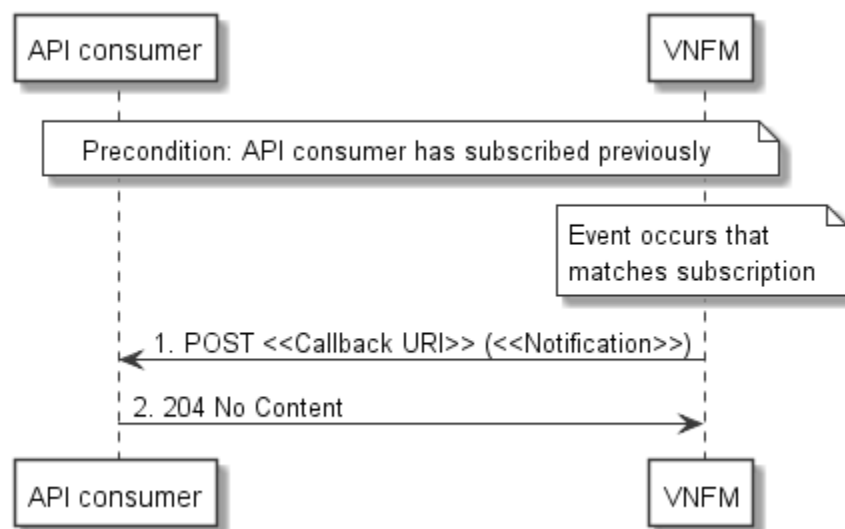 API consumer
VNFM
Precondition: API consumer has subscribed previously
Event occurs that
matches subscription
1. POST <<Callback URI>> (<<Notification>>)
2. 204 No Content
API consumer
VNFM